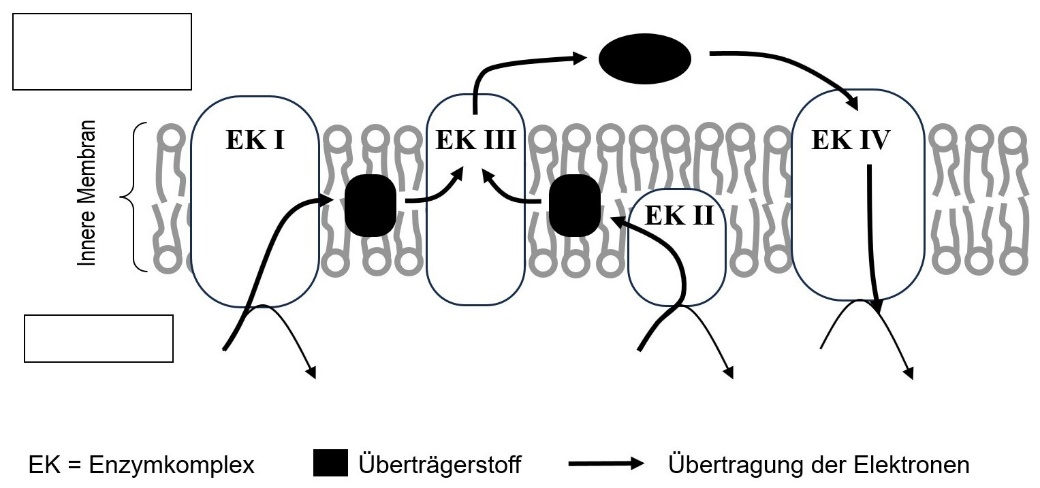 EK I
EK III
EK IV
EK II
Innere Membran
EK = Enzymkomplex
Überträgerstoff
Übertragung der Elektronen